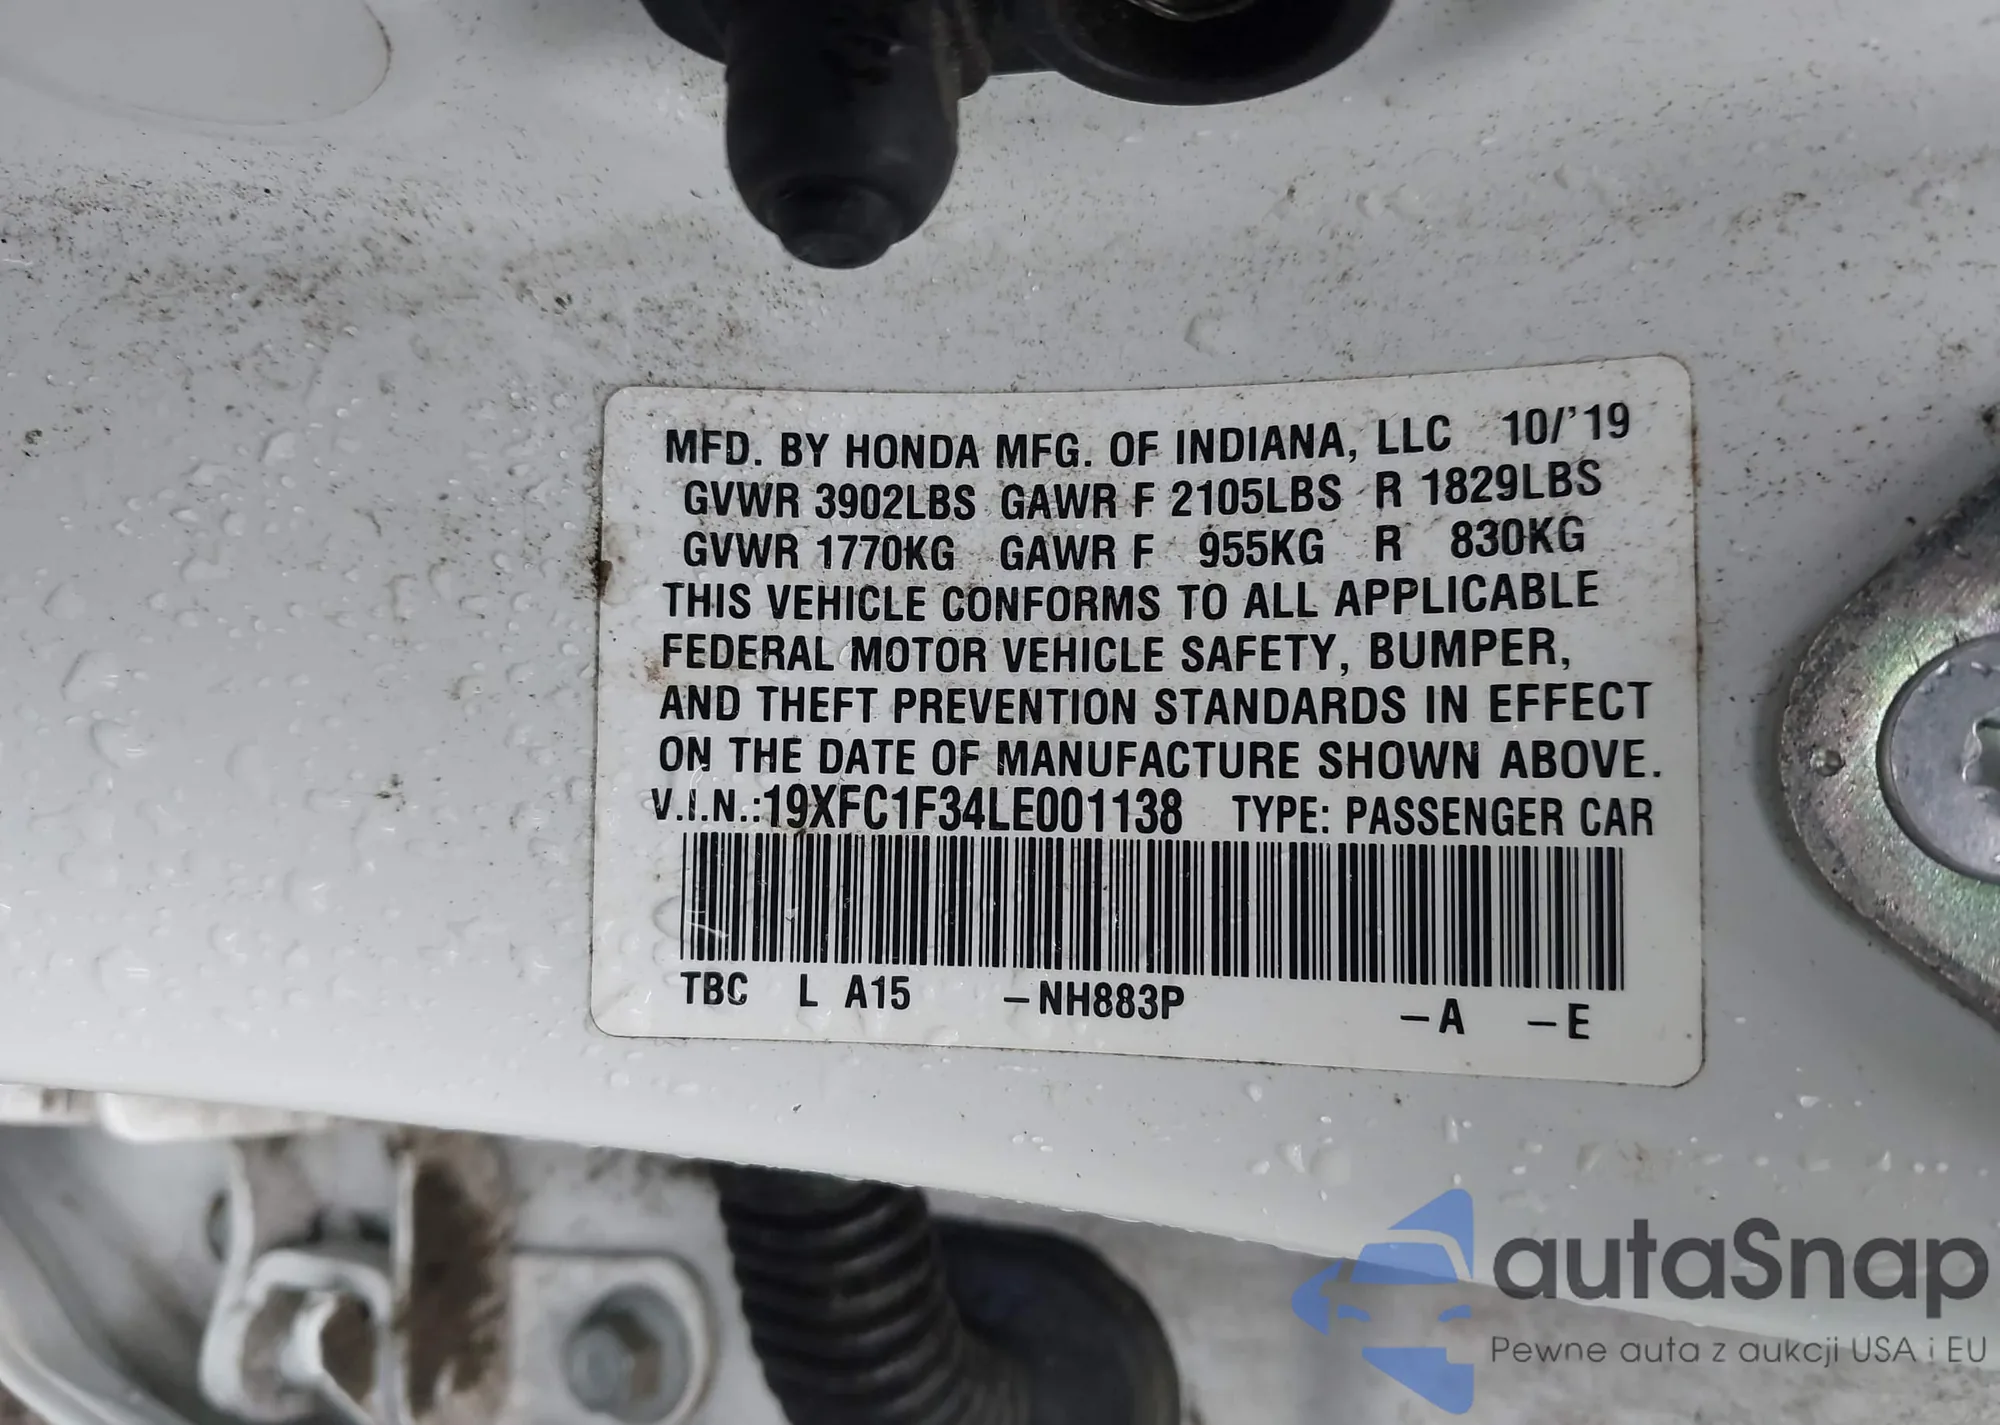 MFD. BY HONDA MFG. OF INDIANA, LLC 10/'19
GVWR 3902LBS GAWR F 2105LBS R 1829LBS
GVWR 1770KG GAWR F 955KG R 830KG
THIS VEHICLE CONFORMS TO ALL APPLICABLE
FEDERAL MOTOR VEHICLE SAFETY, BUMPER,
AND THEFT PREVENTION STANDARDS IN EFFECT
ON THE DATE OF MANUFACTURE SHOWN ABOVE.
V.I.N.:19XFC1F34LE001138 TYPE: PASSENGER CAR
TBC L A15 -NH883P -A -E
autaSnap
Pewne auta z aukcji USA i EU